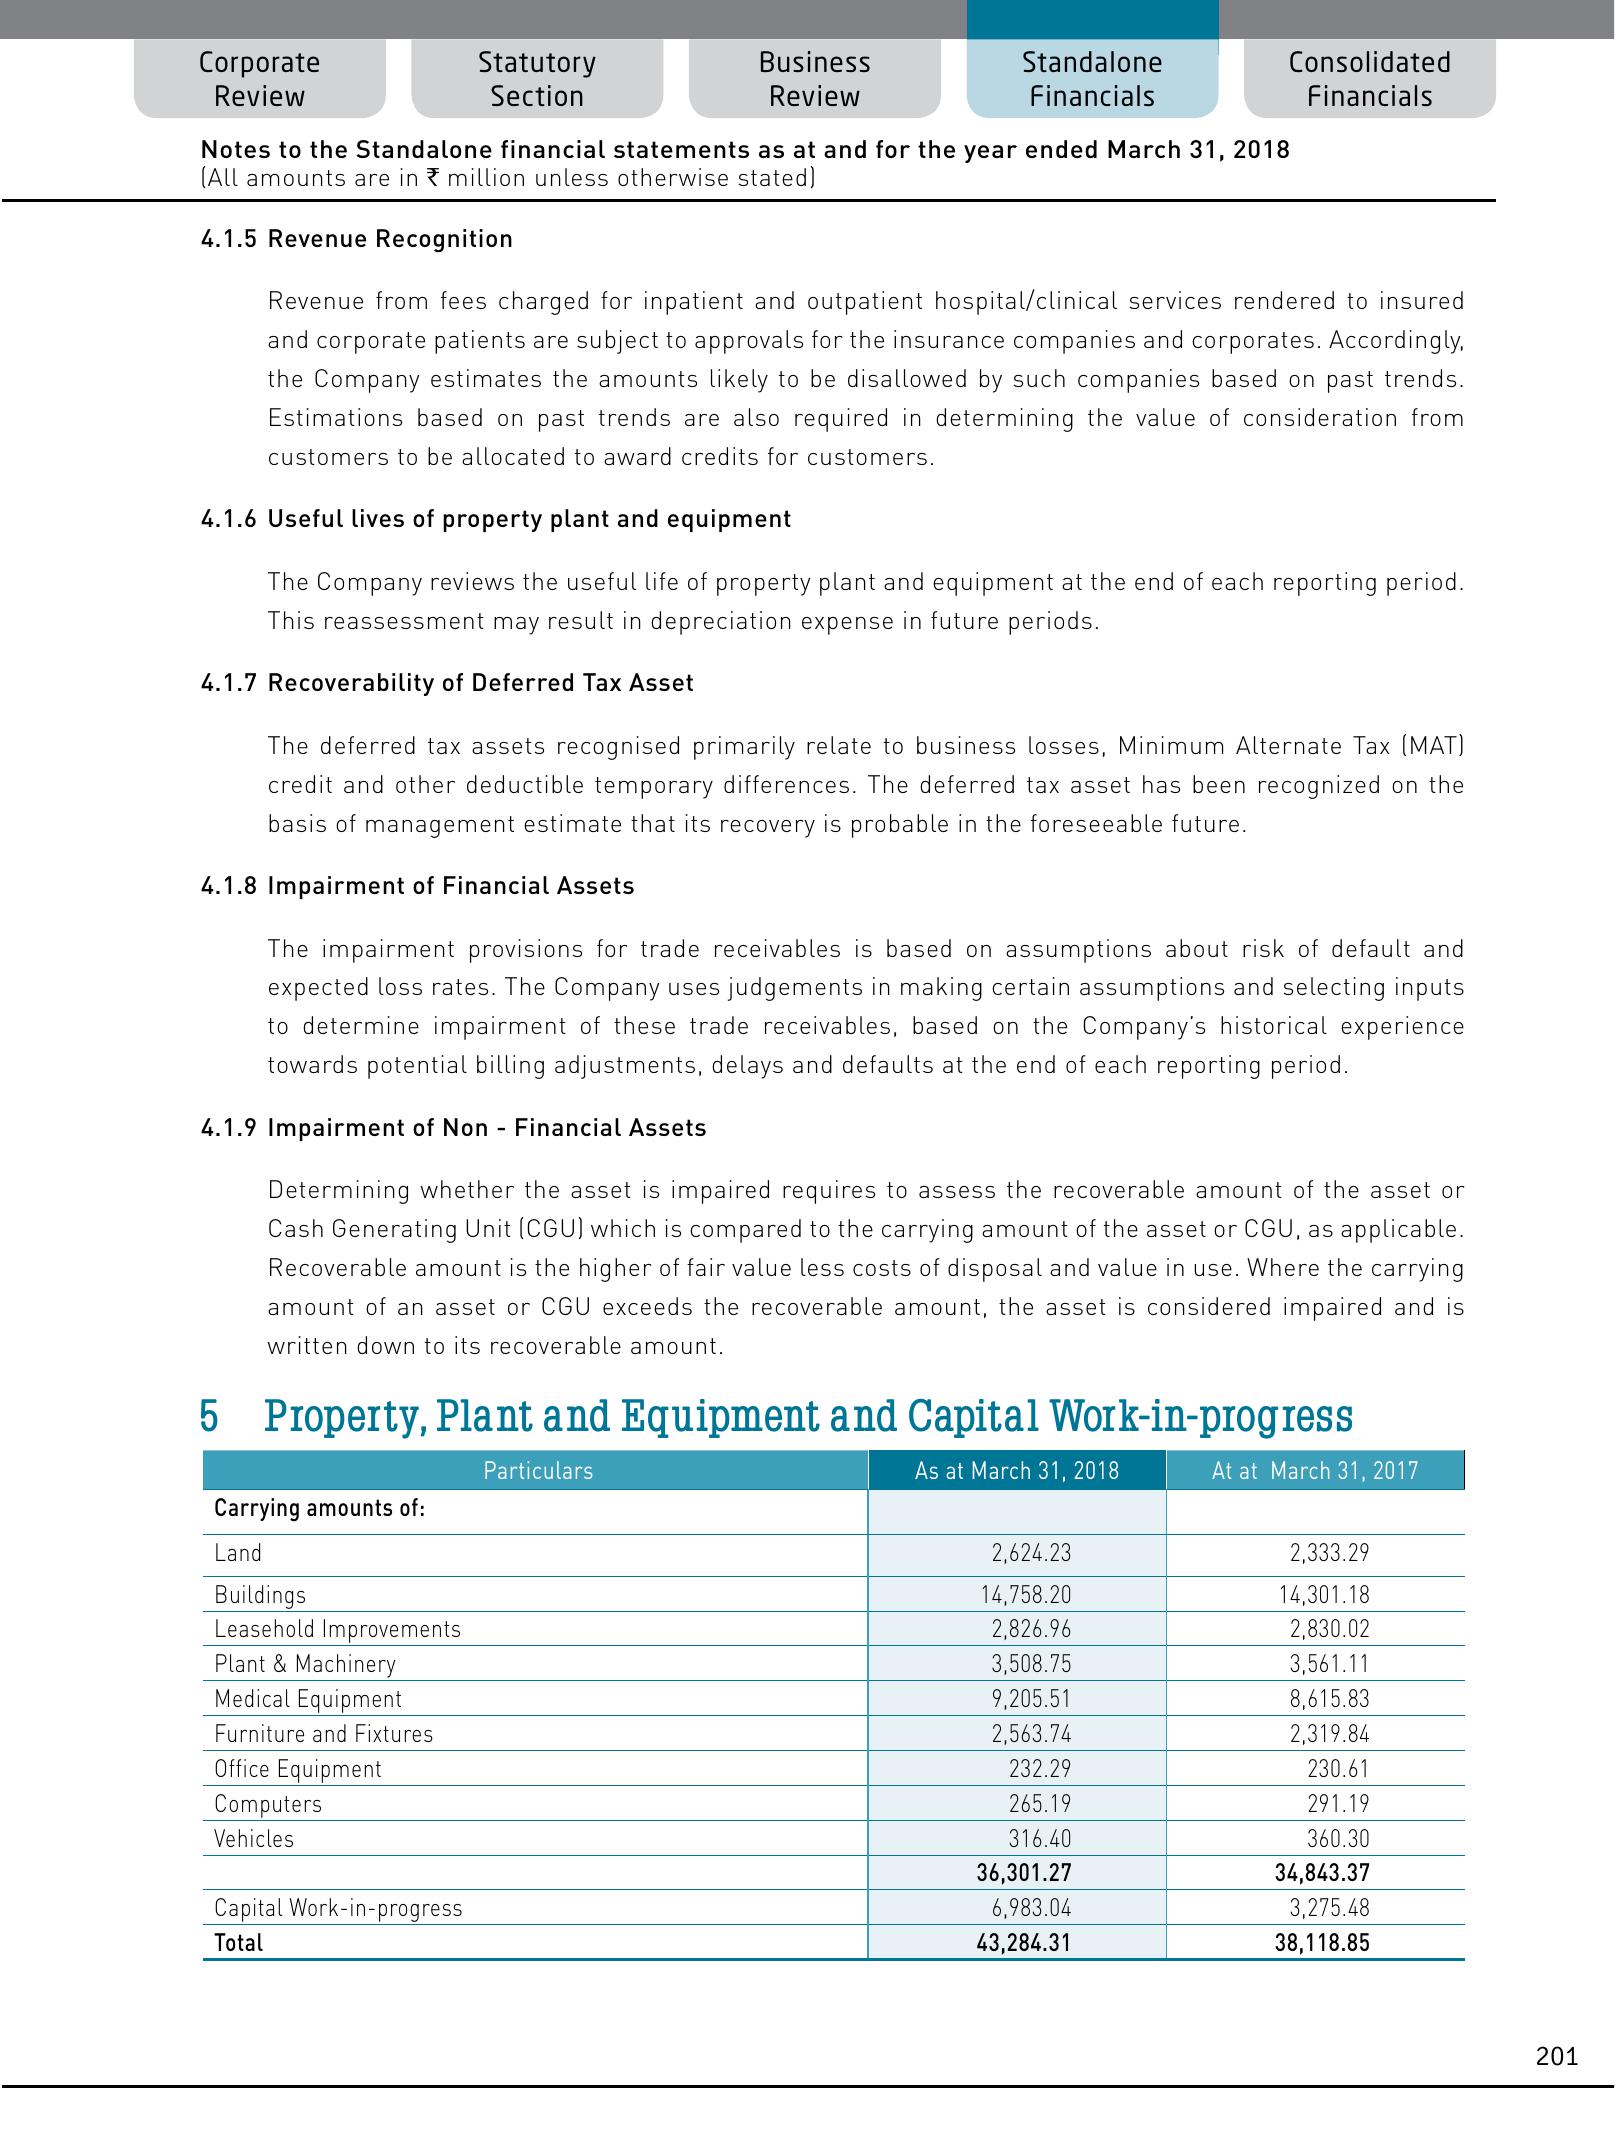 Corporate Review
Statutory Section
Business Review
Standalone Financials
Consolidated Financials
Notes to the Standalone financial statements as at and for the year ended March 31, 2018
(All amounts are in ₹ million unless otherwise stated)
4.1.5 Revenue Recognition
Revenue from fees charged for inpatient and outpatient hospital/clinical services rendered to insured
and corporate patients are subject to approvals for the insurance companies and corporates. Accordingly,
the Company estimates the amounts likely to be disallowed by such companies based on past trends.
Estimations based on past trends are also required in determining the value of consideration from
customers to be allocated to award credits for customers.
4.1.6 Useful lives of property plant and equipment
The Company reviews the useful life of property plant and equipment at the end of each reporting period.
This reassessment may result in depreciation expense in future periods.
4.1.7 Recoverability of Deferred Tax Asset
The deferred tax assets recognised primarily relate to business losses, Minimum Alternate Tax (MAT)
credit and other deductible temporary differences. The deferred tax asset has been recognized on the
basis of management estimate that its recovery is probable in the foreseeable future.
4.1.8 Impairment of Financial Assets
The impairment provisions for trade receivables is based on assumptions about risk of default and
expected loss rates. The Company uses judgements in making certain assumptions and selecting inputs
to determine impairment of these trade receivables, based on the Company's historical experience
towards potential billing adjustments, delays and defaults at the end of each reporting period.
4.1.9 Impairment of Non - Financial Assets
Determining whether the asset is impaired requires to assess the recoverable amount of the asset or
Cash Generating Unit (CGU) which is compared to the carrying amount of the asset or CGU, as applicable.
Recoverable amount is the higher of fair value less costs of disposal and value in use. Where the carrying
amount of an asset or CGU exceeds the recoverable amount, the asset is considered impaired and is
written down to its recoverable amount.
5 Property, Plant and Equipment and Capital Work-in-progress
Particulars As at March 31, 2018 At at March 31, 2017
Carrying amounts of:
Land 2,624.23 2,333.29
Buildings 14,758.20 14,301.18
Leasehold Improvements 2,826.96 2,830.02
Plant & Machinery 3,508.75 3,561.11
Medical Equipment 9,205.51 8,615.83
Furniture and Fixtures 2,563.74 2,319.84
Office Equipment 232.29 230.61
Computers 265.19 291.19
Vehicles 316.40 360.30
36,301.27 34,843.37
Capital Work-in-progress 6,983.04 3,275.48
Total 43,284.31 38,118.85
201